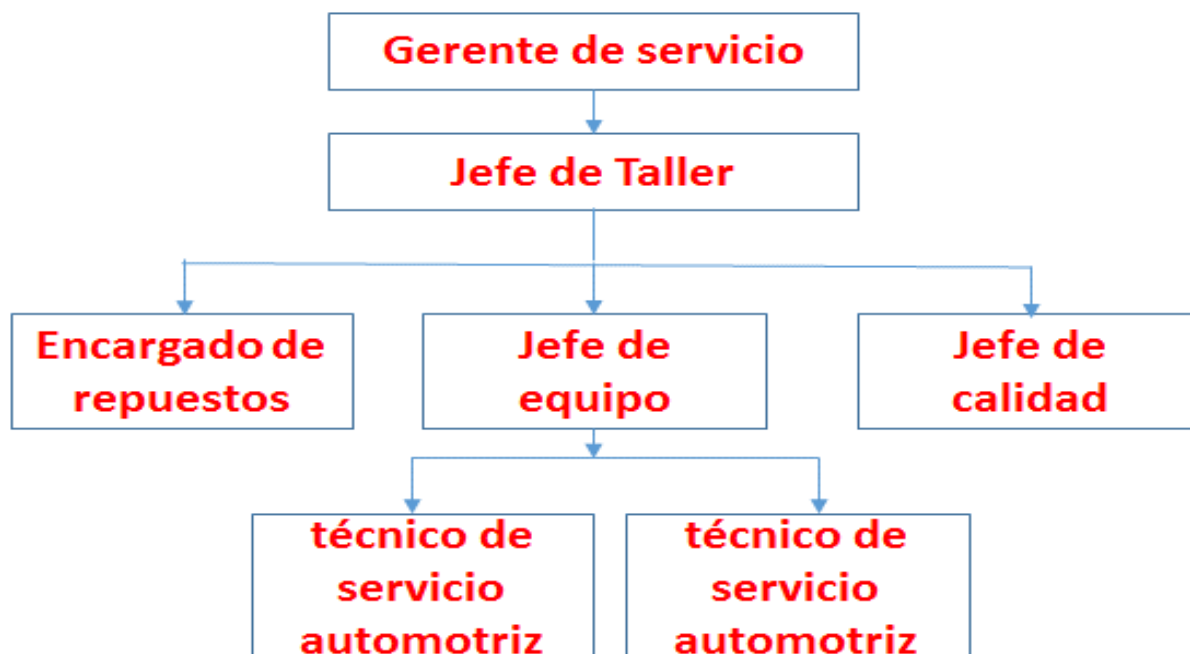 Gerente de servicio
Jefe de Taller
Encargado de
repuestos
Jefe de
equipo
Jefe de
calidad
técnico de
servicio
automotriz
técnico de
servicio
automotriz